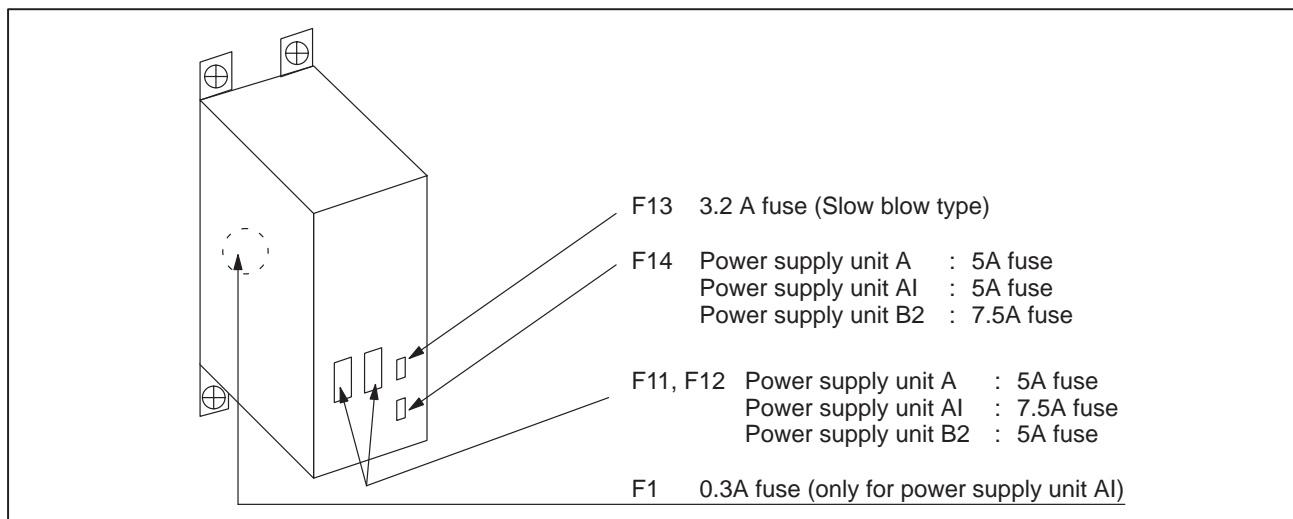 F13 3.2 A fuse (Slow blow type)
F14 Power supply unit A : 5A fuse
Power supply unit AI : 5A fuse
Power supply unit B2 : 7.5A fuse
F11, F12 Power supply unit A : 5A fuse
Power supply unit AI : 7.5A fuse
Power supply unit B2 : 5A fuse
F1 0.3A fuse (only for power supply unit AI)